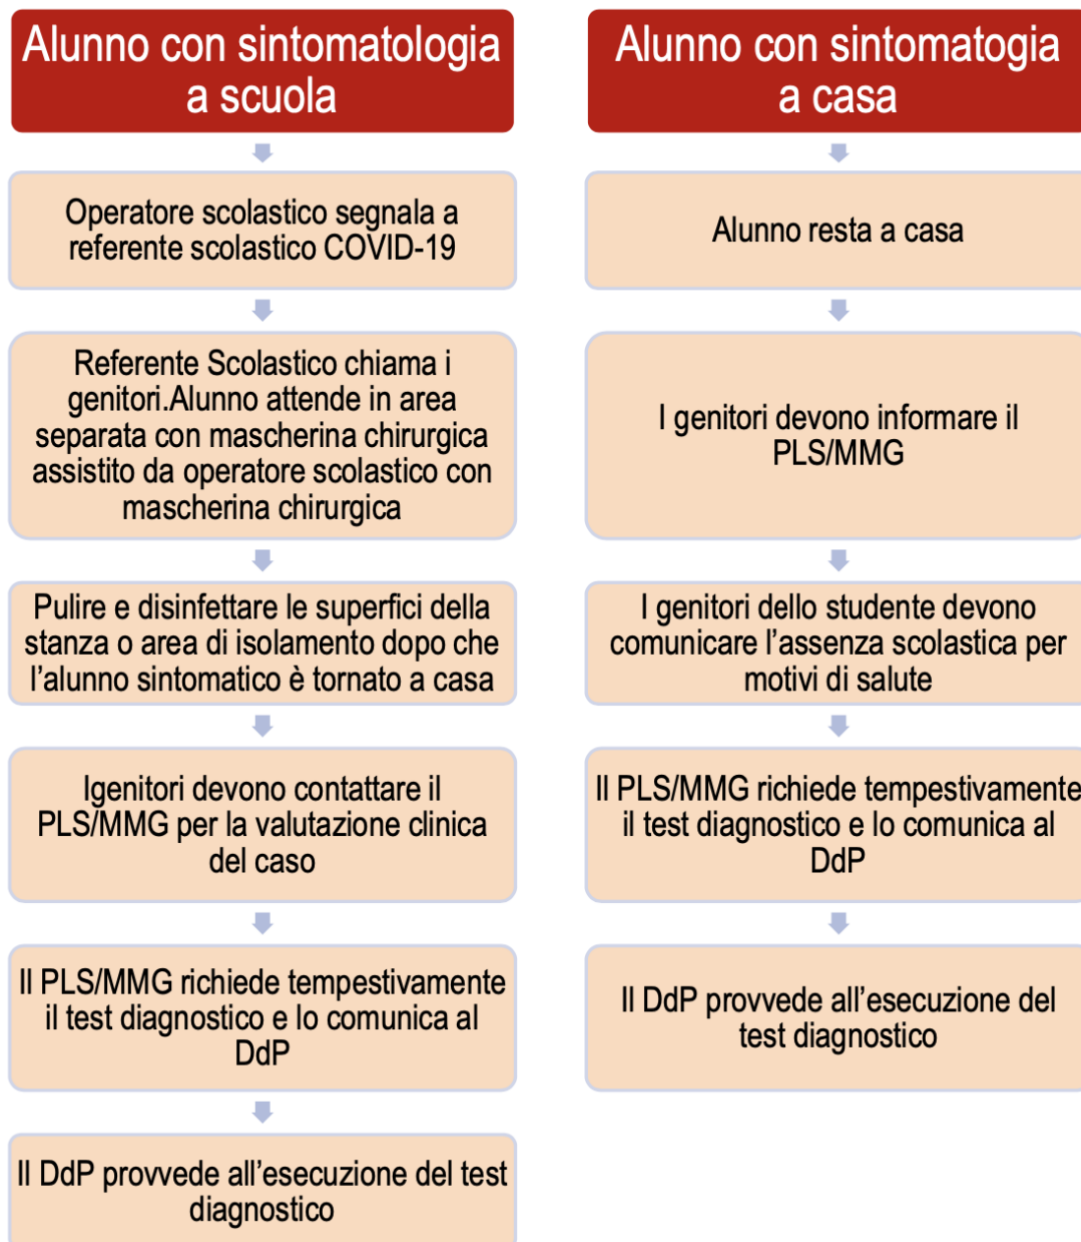 Alunno con sintomatologia
a scuola
Operatore scolastico segnala a
referente scolastico COVID-19
Referente Scolastico chiama i
genitori.Alunno attende in area
separata con mascherina chirurgica
assistito da operatore scolastico con
mascherina chirurgica
Pulire e disinfettare le superfici della
stanza o area di isolamento dopo che
l'alunno sintomatico è tornato a casa
Igenitori devono contattare il
PLS/MMG per la valutazione clinica
del caso
Il PLS/MMG richiede tempestivamente
il test diagnostico e lo comunica al
DdP
Il DdP provvede all'esecuzione del test
diagnostico
Alunno con sintomatogia
a casa
Alunno resta a casa
I genitori devono informare il
PLS/MMG
I genitori dello studente devono
comunicare l'assenza scolastica per
motivi di salute
Il PLS/MMG richiede tempestivamente
il test diagnostico e lo comunica al
DdP
Il DdP provvede all'esecuzione del
test diagnostico